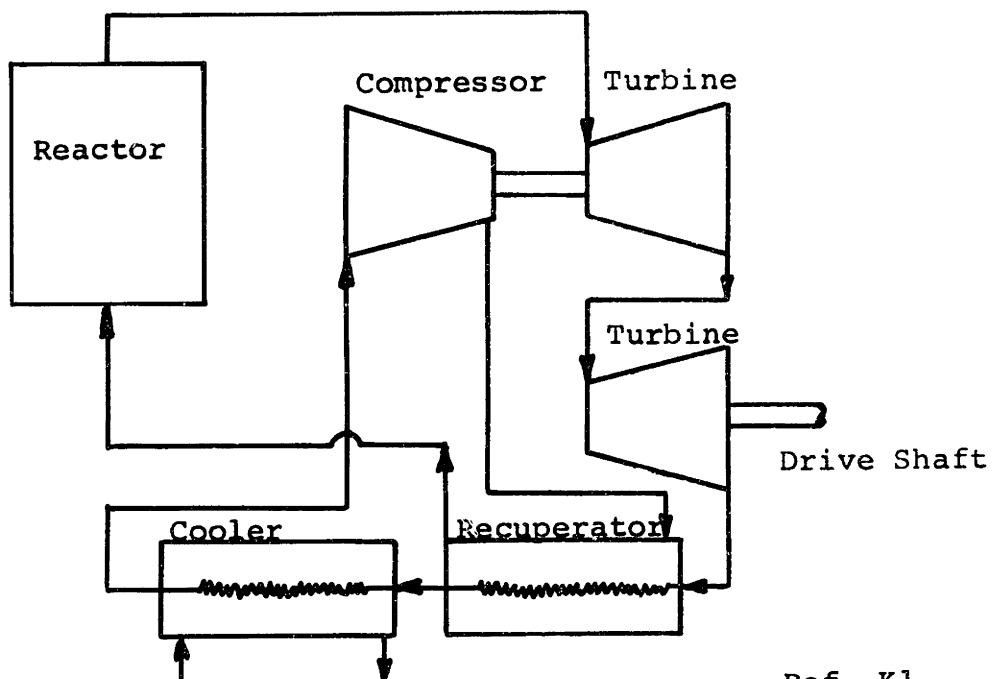 Compressor Turbine
Reactor
Turbine
Drive Shaft
Cooler Recuperator